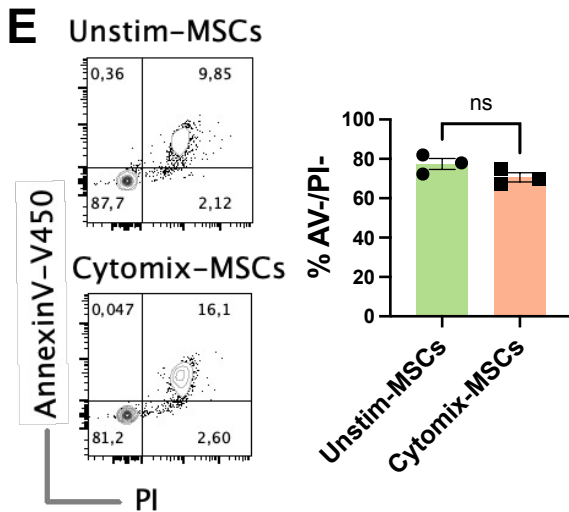 E
Unstim-MSCs
0,36 9,85
87,7 2,12
Cytomix-MSCs
0,047 16,1
81,2 2,60
AnnexinV-V450
PI
ns
% AV-/PI-
100
80
60
40
20
0
Unstim-MSCs
Cytomix-MSCs